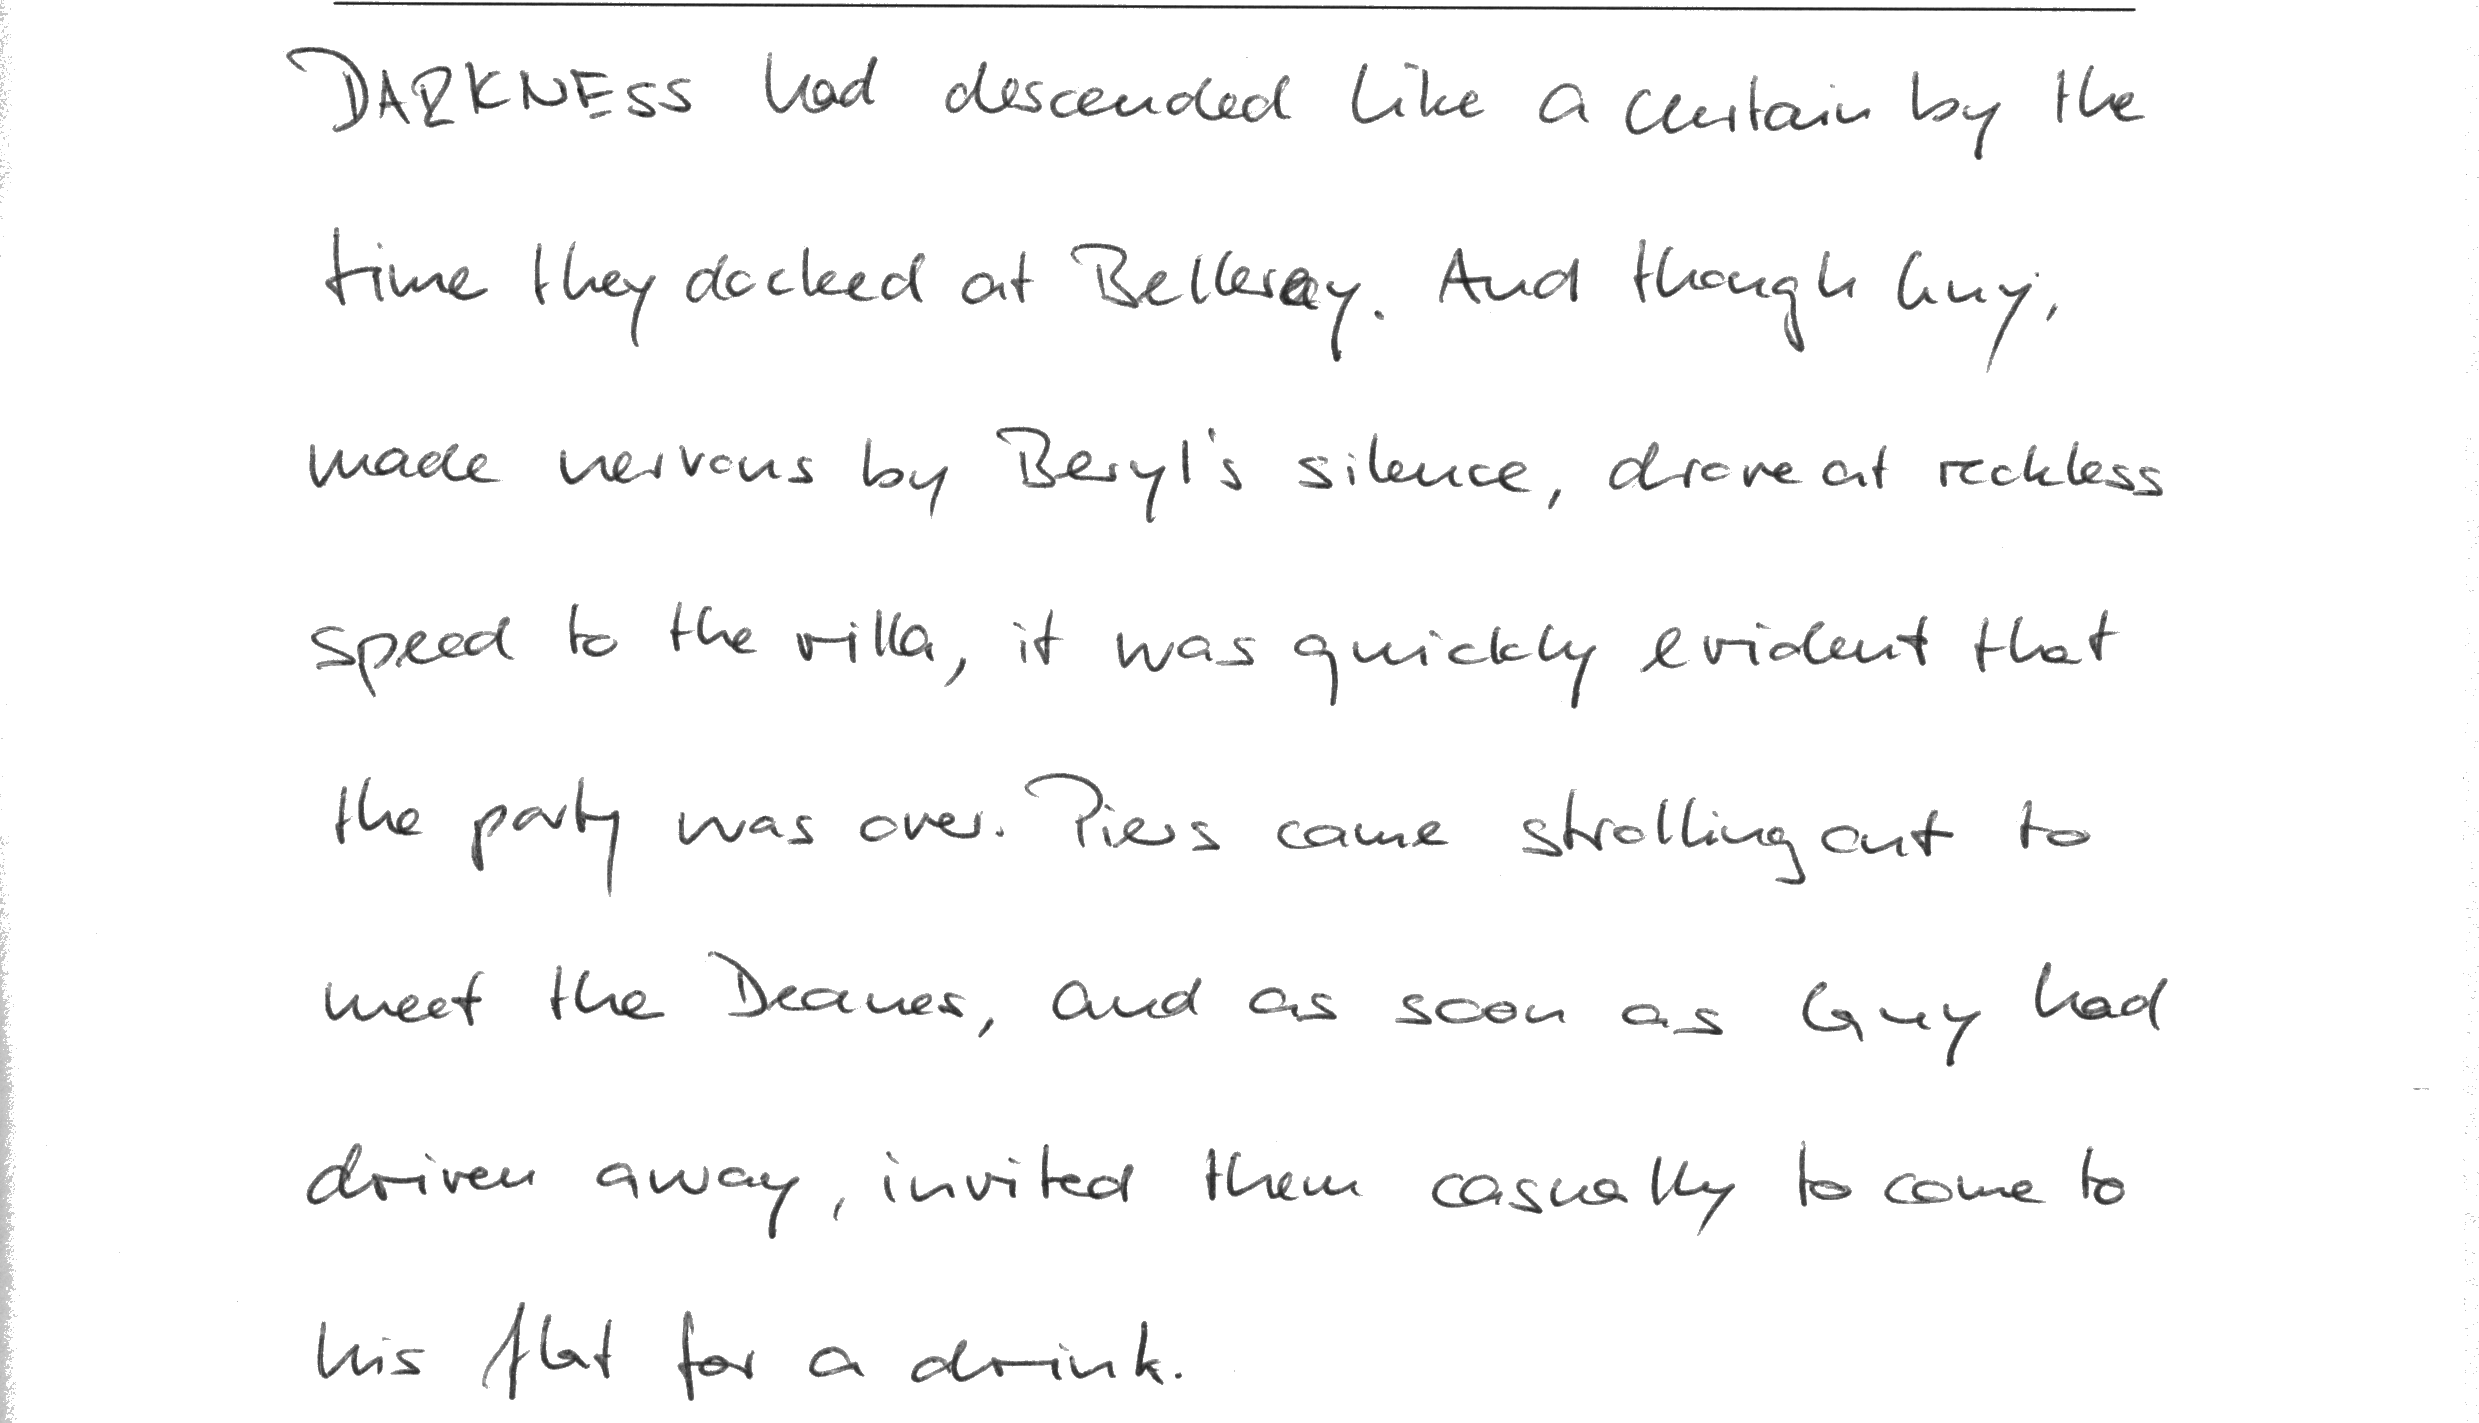 DARKNESS had descended like a curtain by the
time they docked at Belleray. And though Guy,
made nervous by Beryl's silence, drove at reckless
speed to the villa, it was quickly evident that
the party was over. Piers came strolling out to
meet the Deanes, and as soon as Guy had
driven away, invited them casually to come to
his flat for a drink.